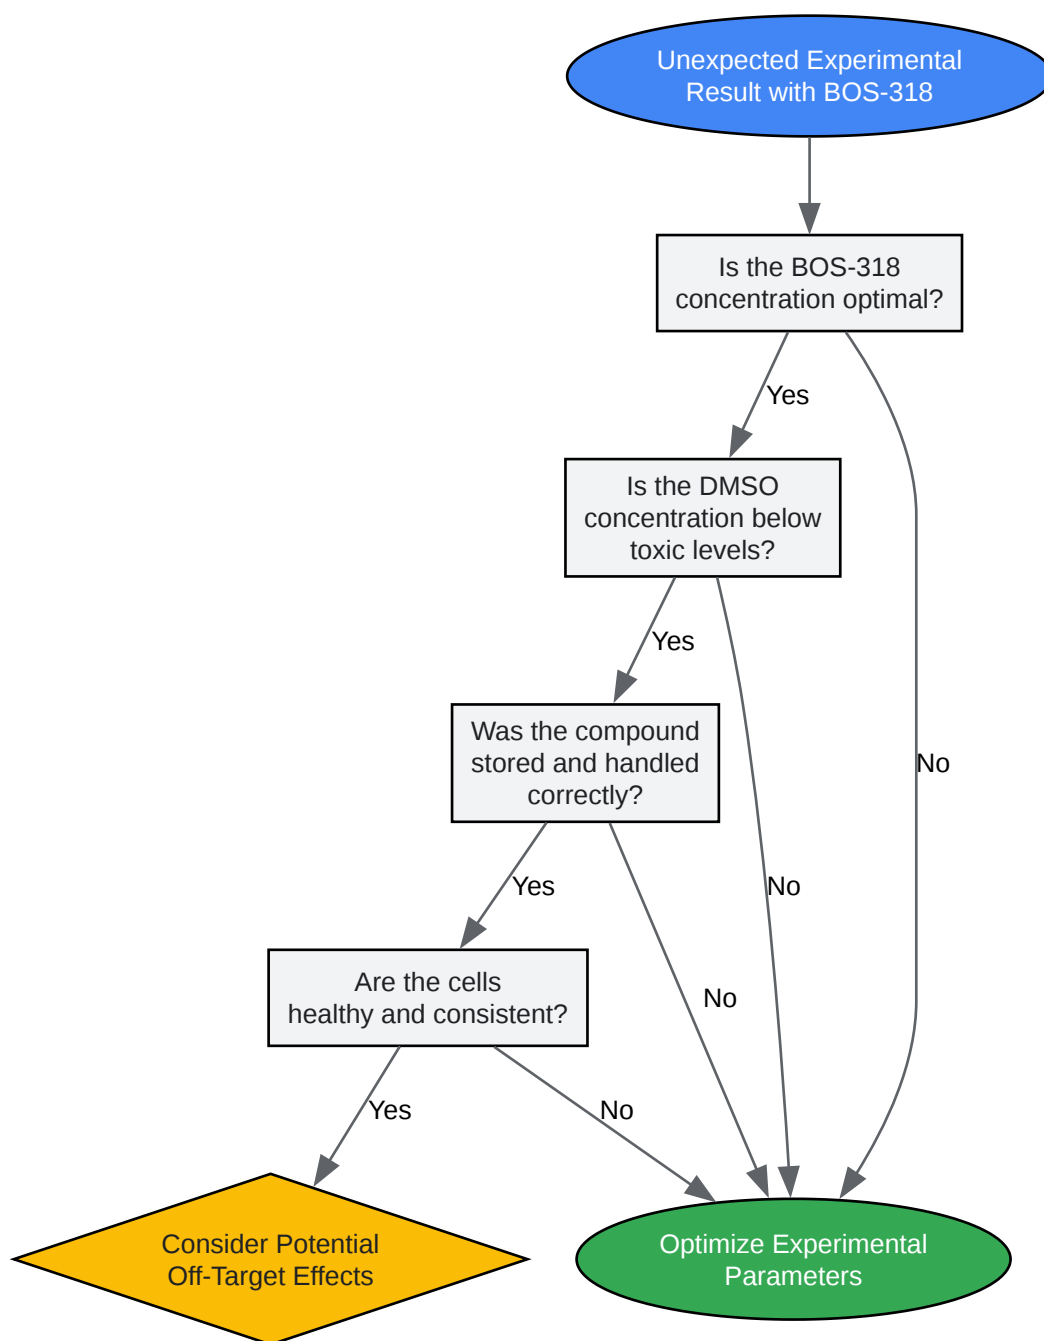 Unexpected Experimental
Result with BOS-318
Is the BOS-318
concentration optimal?
Yes
Is the DMSO
concentration below
toxic levels?
Yes
Was the compound
stored and handled
correctly?
No
Yes
No
Are the cells
healthy and consistent?
No
Yes
No
Consider Potential
Off-Target Effects
Optimize Experimental
Parameters